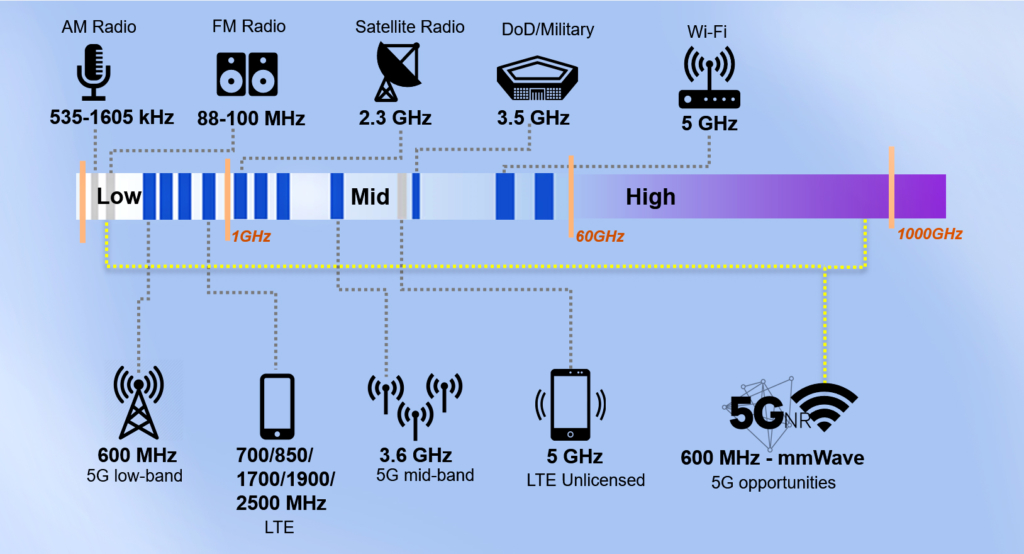 AM Radio
535-1605 kHz
FM Radio
88-100 MHz
Satellite Radio
2.3 GHz
DoD/Military
3.5 GHz
Wi-Fi
5 GHz
Low
Mid
High
1GHz
60GHz
1000GHz
600 MHz
5G low-band
700/850/
1700/1900/
2500 MHz
LTE
3.6 GHz
5G mid-band
5 GHz
LTE Unlicensed
5G NR
600 MHz - mmWave
5G opportunities